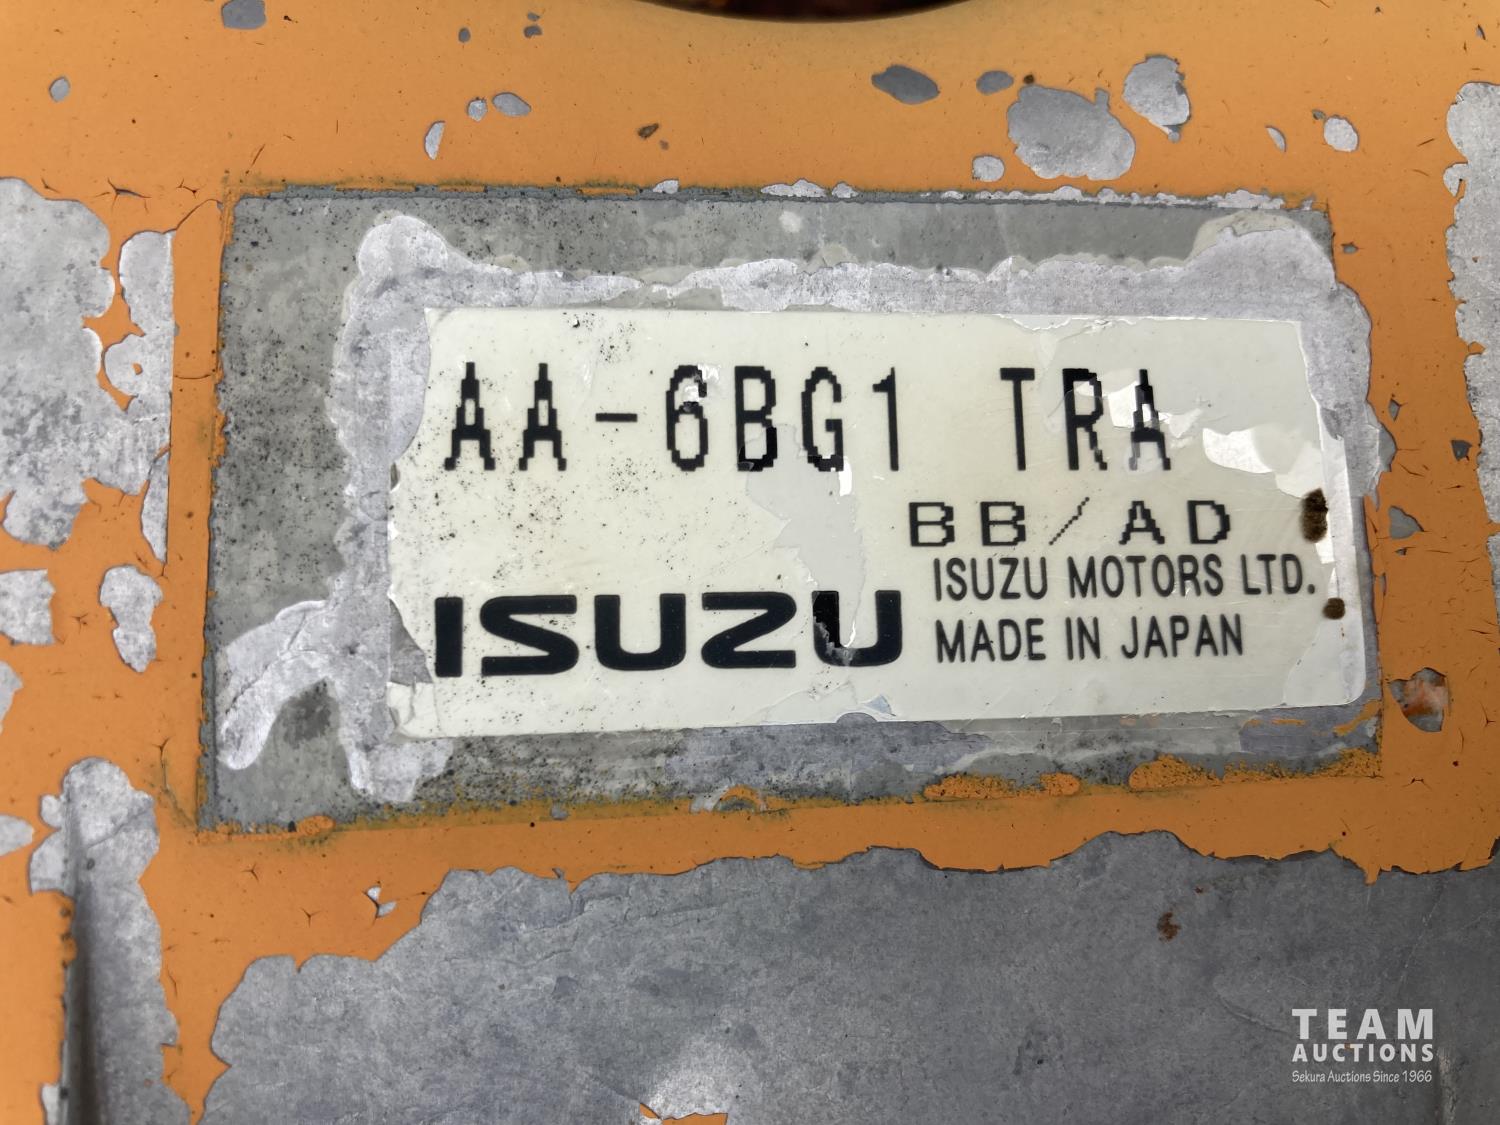 AA-6BG1 TRA
BB/AD
ISUZU
ISUZU MOTORS LTD.
MADE IN JAPAN
TEAM
AUCTIONS
Sekura Auctions Since 1966